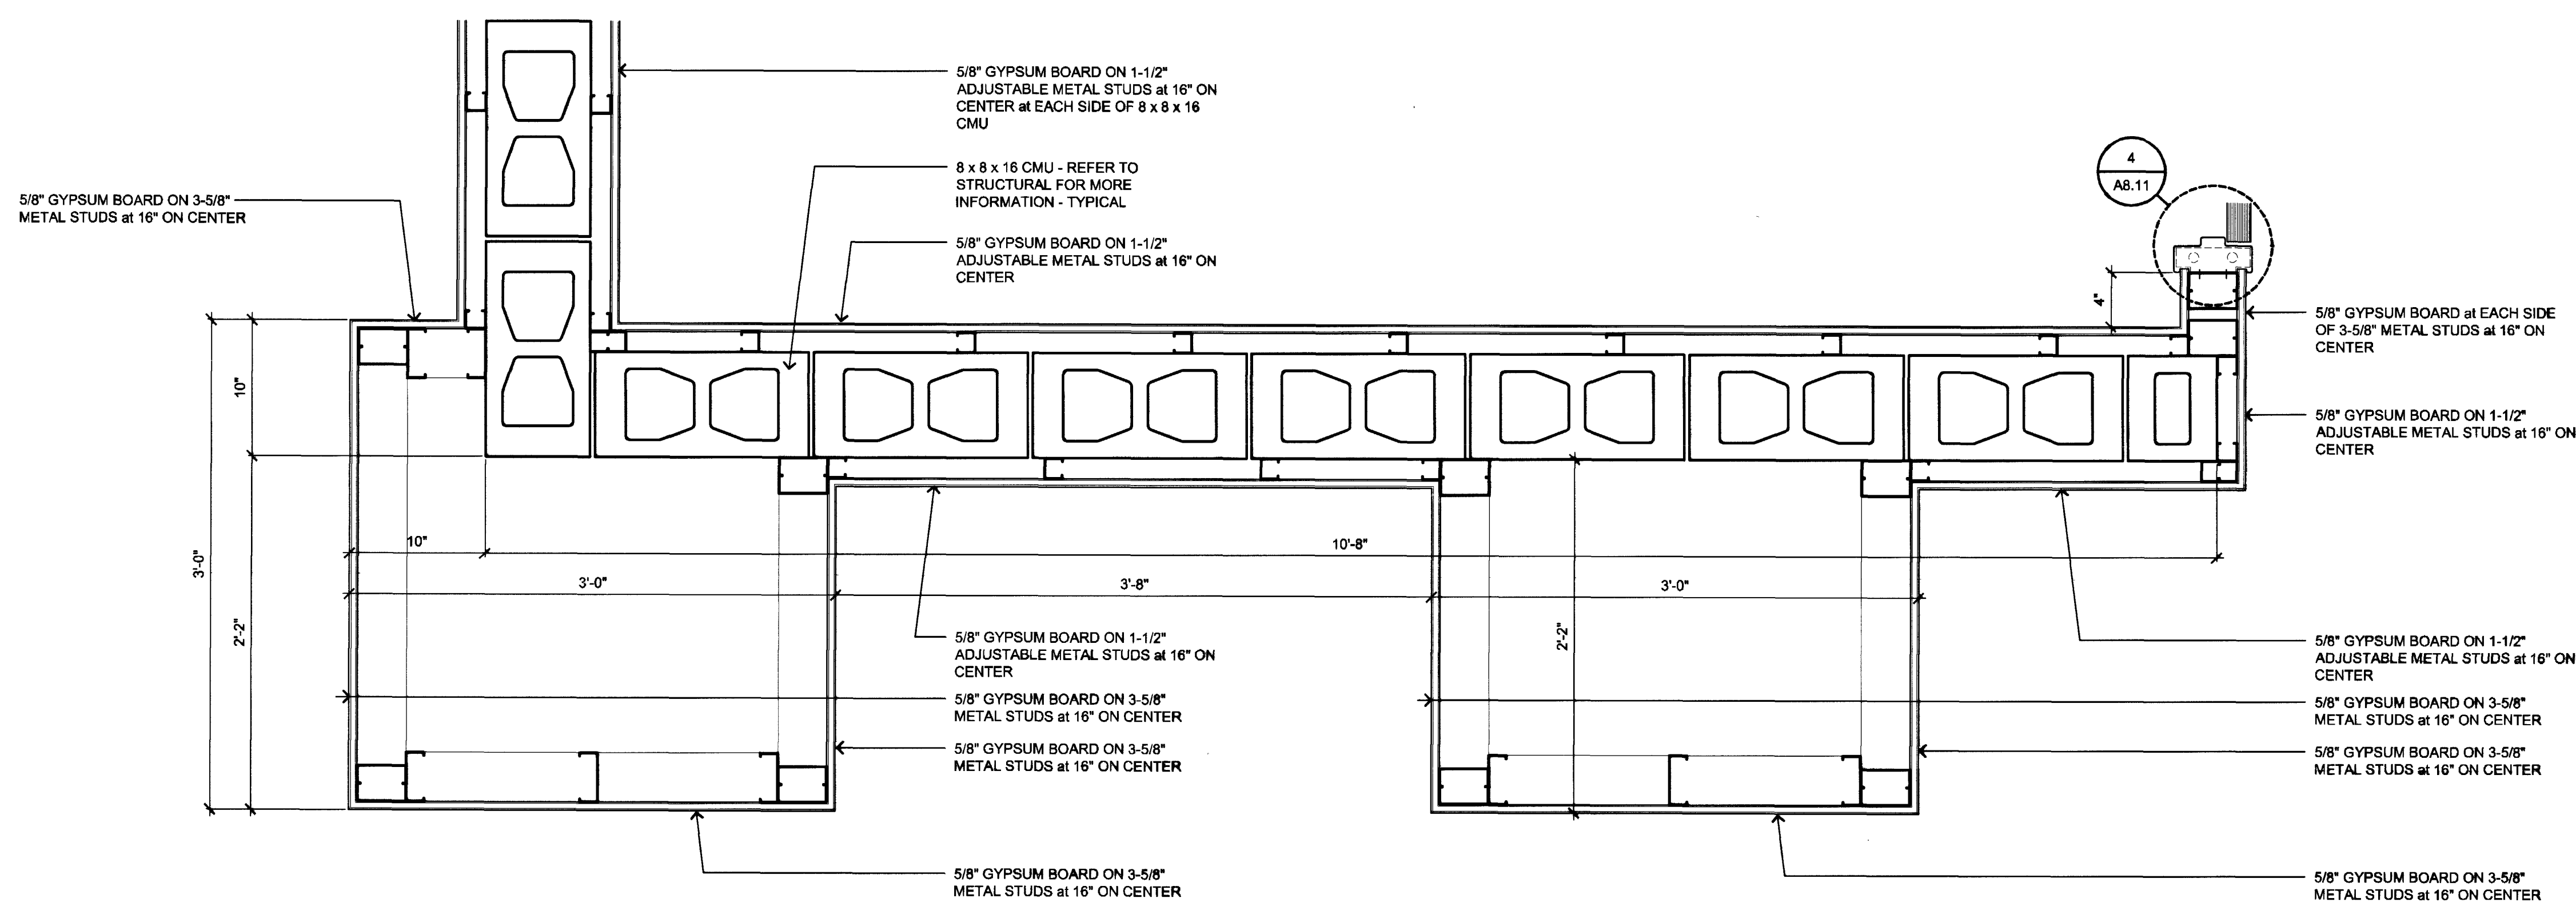 5/8" GYPSUM BOARD ON 1-1/2"
ADJUSTABLE METAL STUDS at 16" ON
CENTER at EACH SIDE OF 8 x 8 x 16
CMU
8 x 8 x 16 CMU - REFER TO
STRUCTURAL FOR MORE
INFORMATION - TYPICAL
5/8" GYPSUM BOARD ON 3-5/8"
METAL STUDS at 16" ON CENTER
5/8" GYPSUM BOARD ON 1-1/2"
ADJUSTABLE METAL STUDS at 16" ON
CENTER
4
A8.11
4"
5/8" GYPSUM BOARD at EACH SIDE
OF 3-5/8" METAL STUDS at 16" ON
CENTER
5/8" GYPSUM BOARD ON 1-1/2"
ADJUSTABLE METAL STUDS at 16" ON
CENTER
10"
3'-0"
2'-2"
10"
10'-8"
3'-0"
3'-8"
3'-0"
2'-2"
5/8" GYPSUM BOARD ON 1-1/2"
ADJUSTABLE METAL STUDS at 16" ON
CENTER
5/8" GYPSUM BOARD ON 3-5/8"
METAL STUDS at 16" ON CENTER
5/8" GYPSUM BOARD ON 3-5/8"
METAL STUDS at 16" ON CENTER
5/8" GYPSUM BOARD ON 3-5/8"
METAL STUDS at 16" ON CENTER
5/8" GYPSUM BOARD ON 1-1/2"
ADJUSTABLE METAL STUDS at 16" ON
CENTER
5/8" GYPSUM BOARD ON 3-5/8"
METAL STUDS at 16" ON CENTER
5/8" GYPSUM BOARD ON 3-5/8"
METAL STUDS at 16" ON CENTER
5/8" GYPSUM BOARD ON 3-5/8"
METAL STUDS at 16" ON CENTER